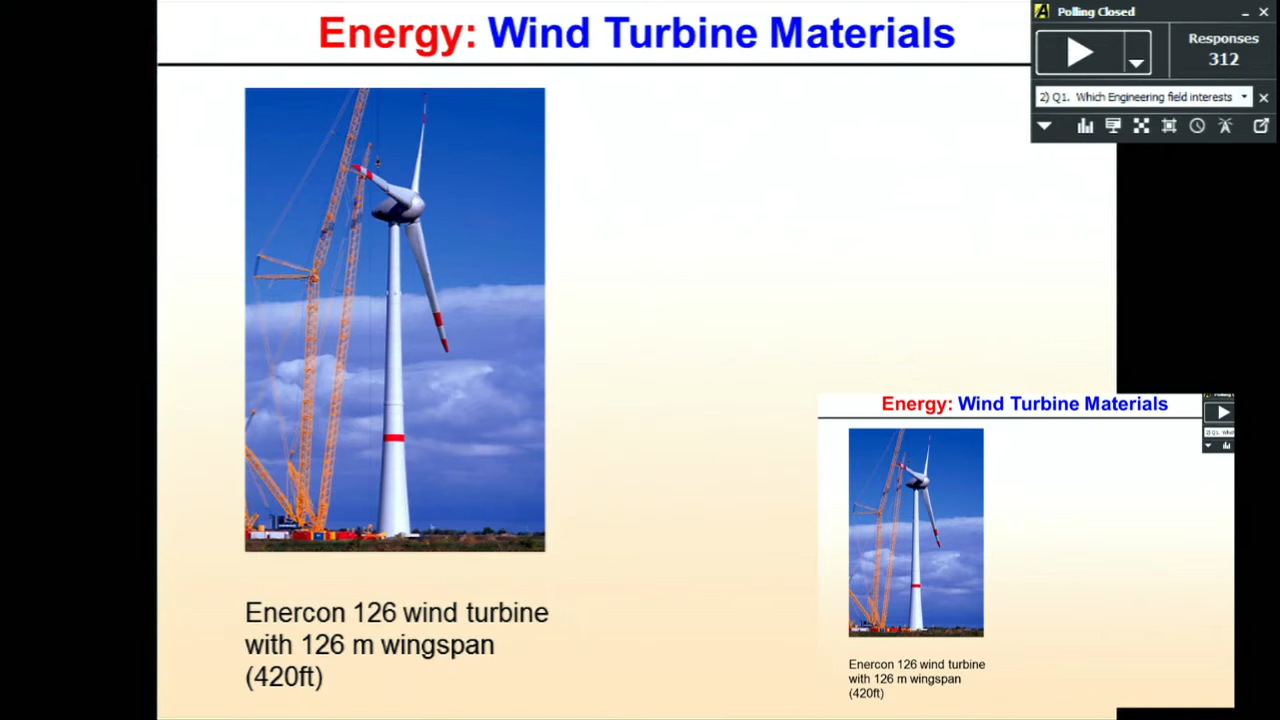 Energy: Wind Turbine Materials
Polling Closed
Responses
312
2) Q1. Which Engineering field interests
Enercon 126 wind turbine
with 126 m wingspan
(420ft)
Energy: Wind Turbine Materials
Enercon 126 wind turbine
with 126 m wingspan
(420ft)